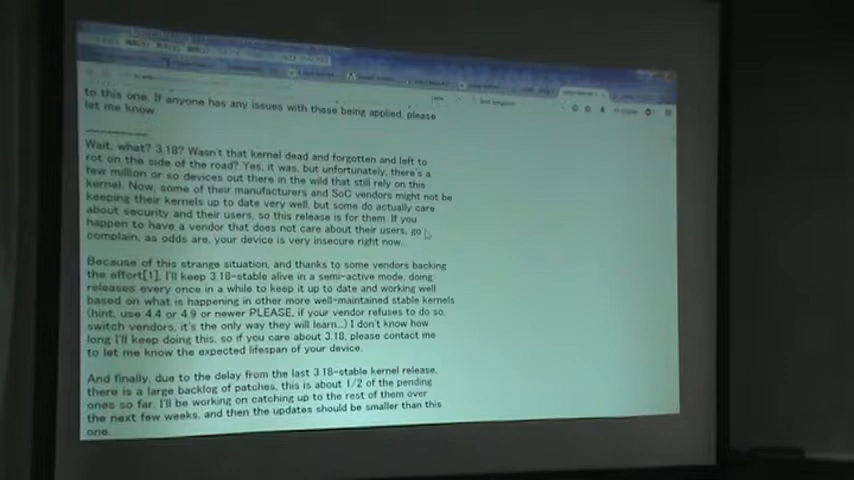 to this one. If anyone has any issues with those being applied, please
let me know.
Wait, what? 3.18? Wasn't that kernel dead and forgotten and left to
rot on the side of the road? Yes, it was, but unfortunately, there's a
few million or so devices out there in the wild that still rely on this
kernel. Now, some of their manufacturers and SoC vendors might not be
keeping their kernels up to date very well, but some do actually care
about security and their users, so this release is for them. If you
happen to have a vendor that does not care about their users, go
complain, as odds are, your device is very insecure right now.
Because of this strange situation, and thanks to some vendors backing
the effort[1], I'll keep 3.18-stable alive in a semi-active mode, doing
releases every once in a while to keep it up to date and working well
based on what is happening in other more well-maintained stable kernels
(hint, use 4.4 or 4.9 or newer PLEASE, if your vendor refuses to do so,
switch vendors, it's the only way they will learn...) I don't know how
long I'll keep doing this, so if you care about 3.18, please contact me
to let me know the expected lifespan of your device.
And finally, due to the delay from the last 3.18-stable kernel release,
there is a large backlog of patches, this is about 1/2 of the pending
ones so far. I'll be working on catching up to the rest of them over
the next few weeks, and then the updates should be smaller than this
one.